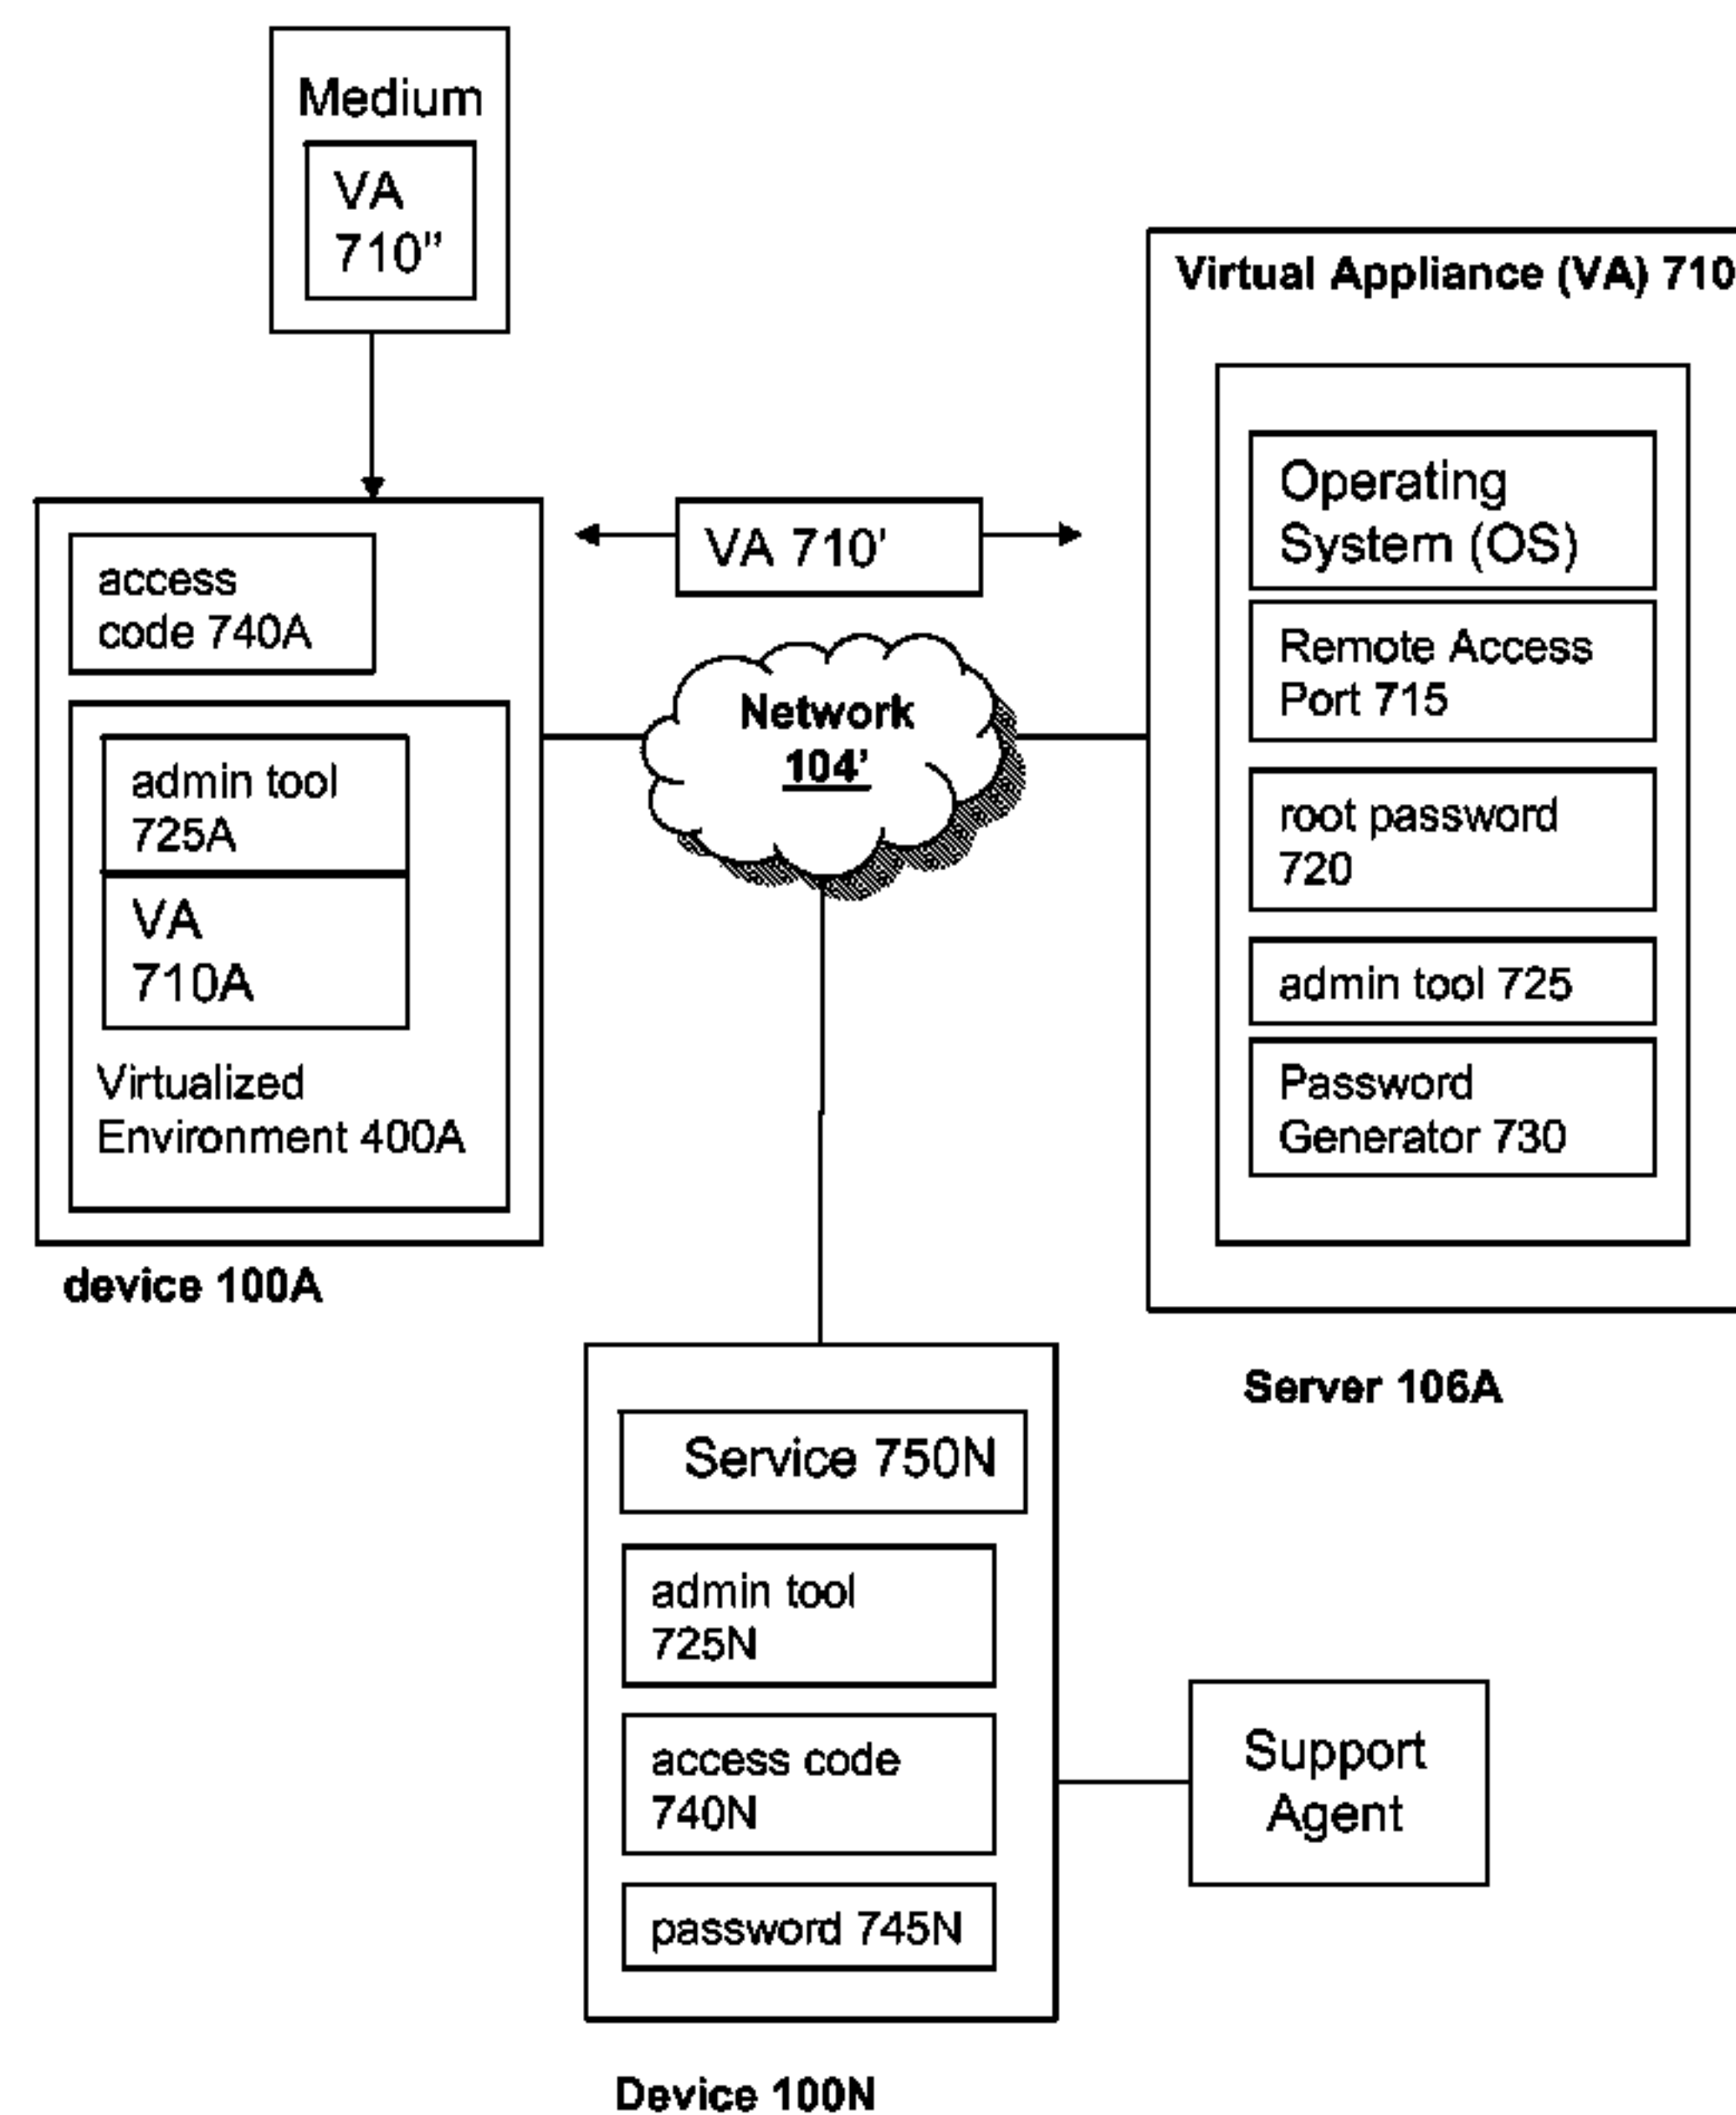 Medium
VA
710"
Virtual Appliance (VA) 710
Operating
System (OS)
Remote Access
Port 715
root password
720
admin tool 725
Password
Generator 730
Server 106A
VA 710'
access
code 740A
admin tool
725A
VA
710A
Virtualized
Environment 400A
device 100A
Network
104'
Service 750N
admin tool
725N
access code
740N
password 745N
Support
Agent
Device 100N